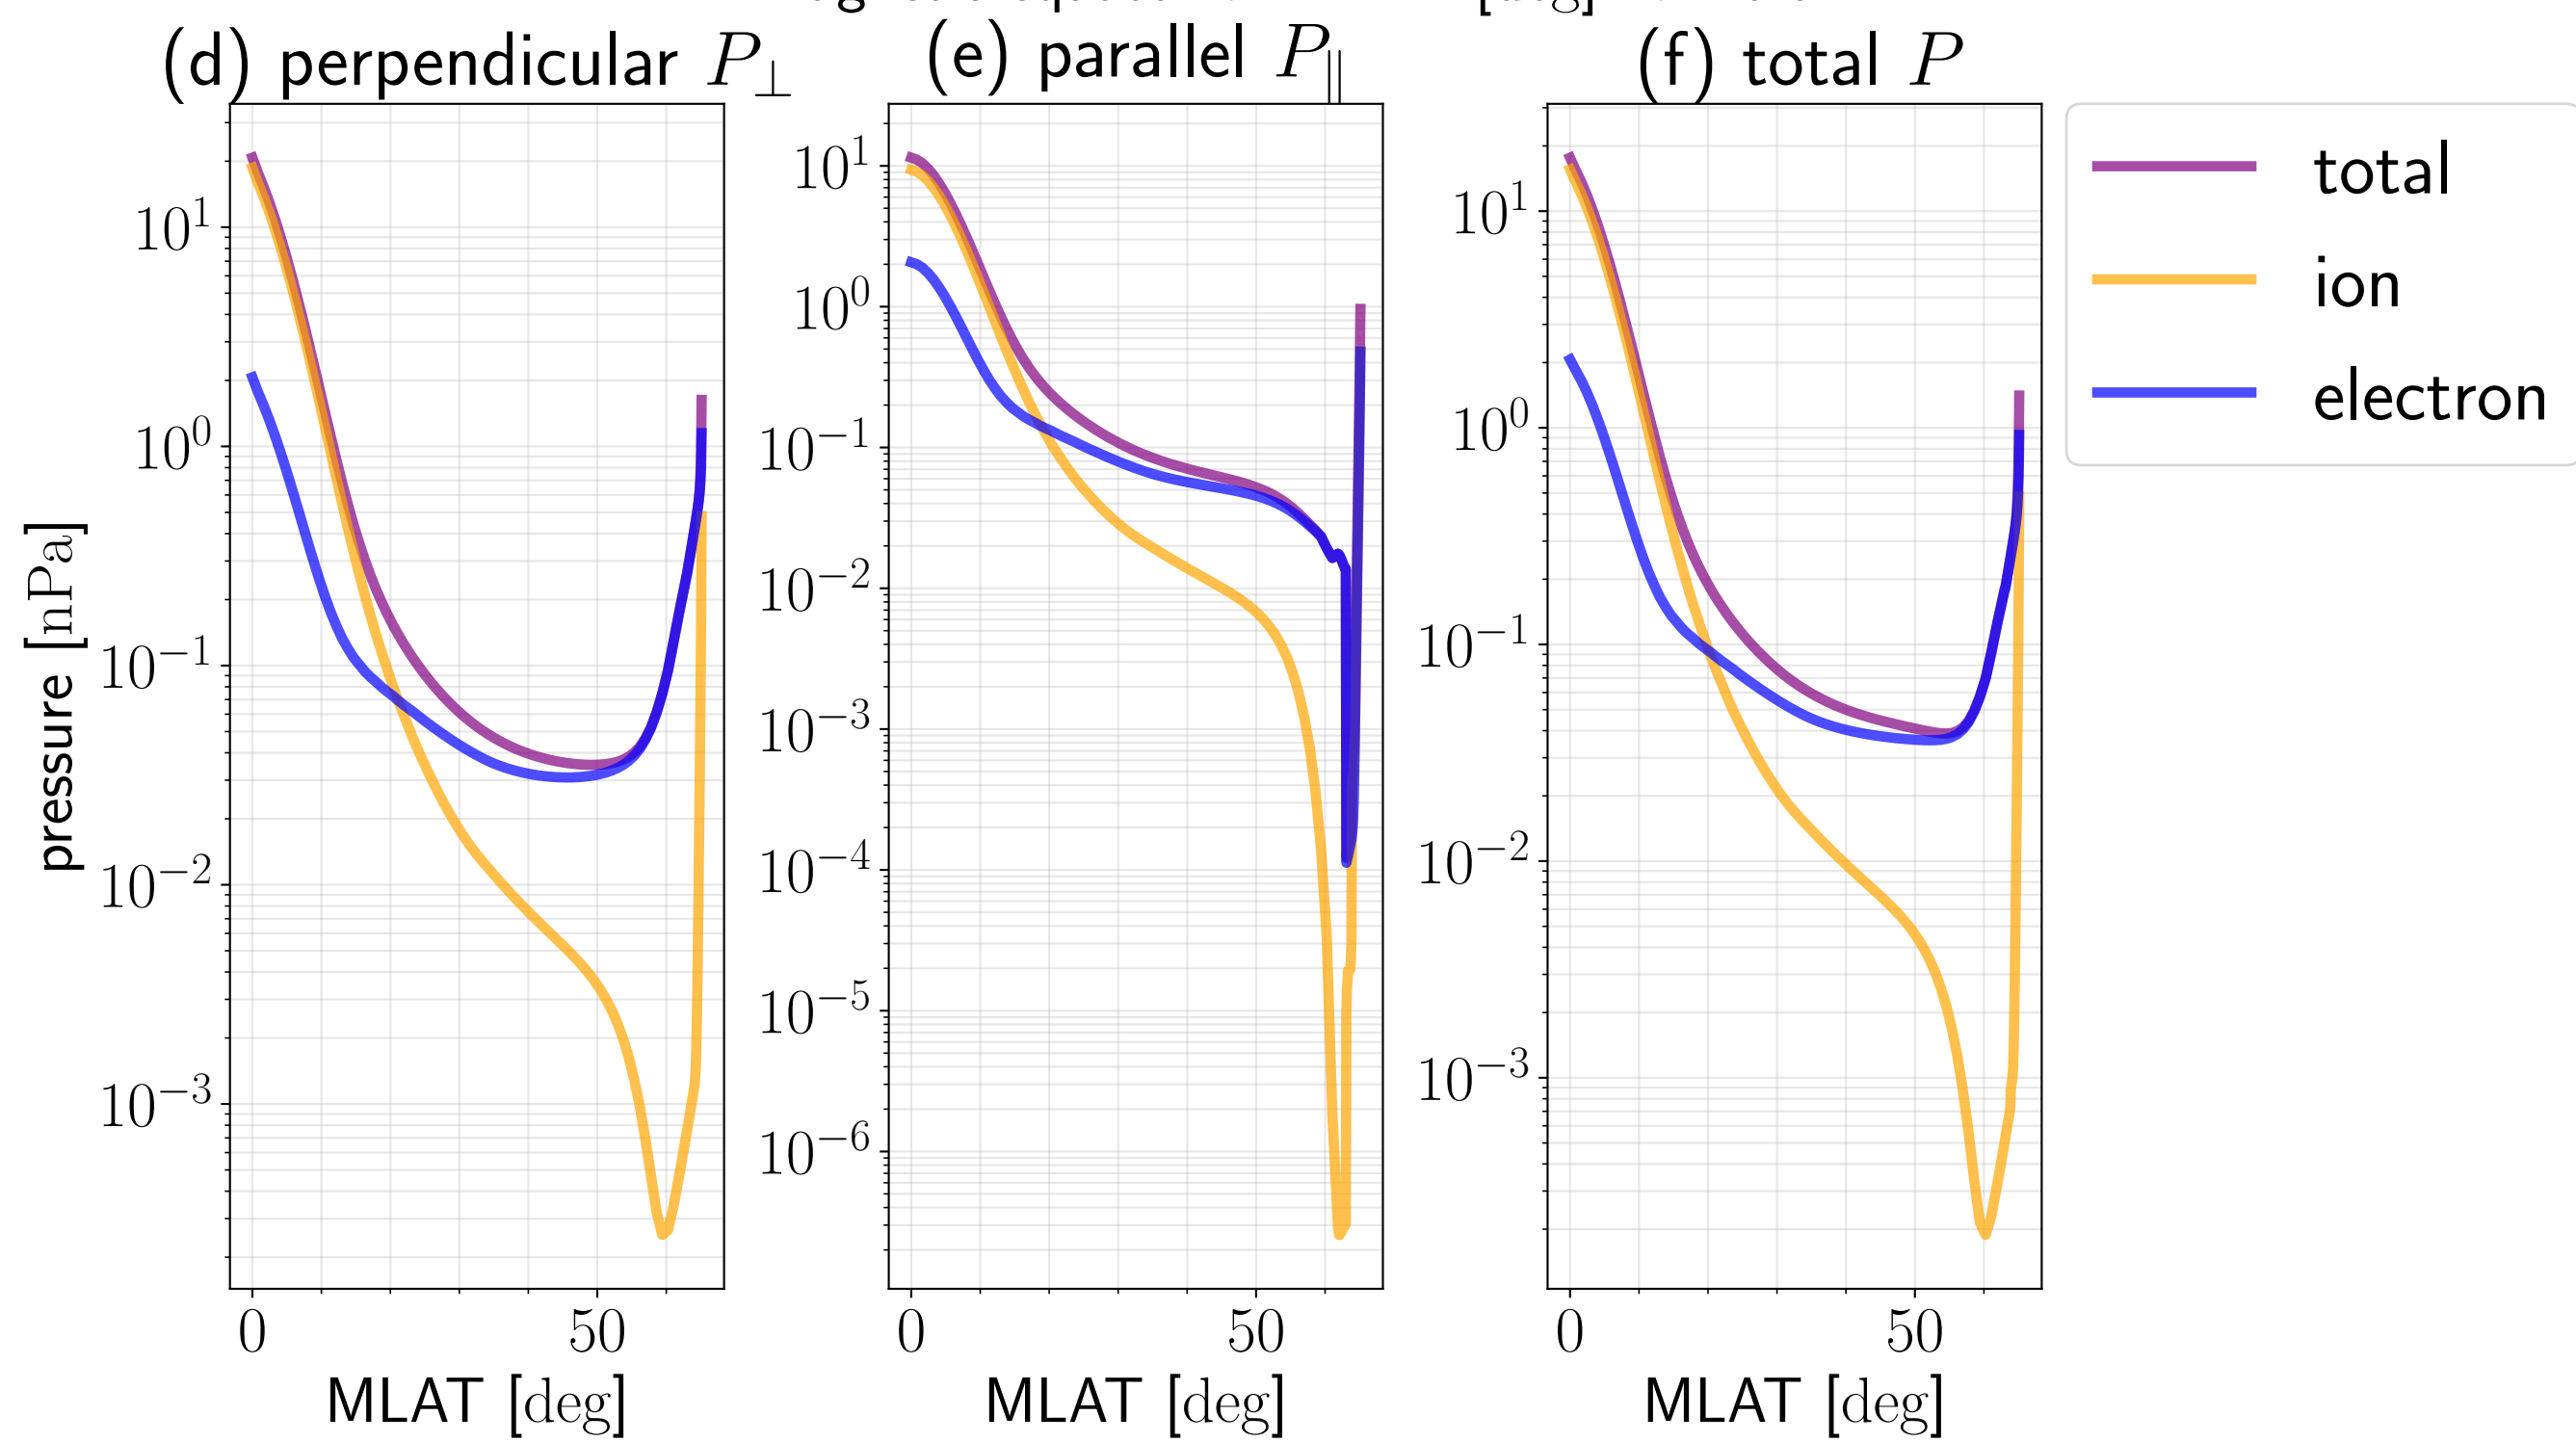 [deg]
(d) perpendicular P⊥
(e) parallel P∥
(f) total P
pressure [nPa]
10¹
10⁰
10⁻¹
10⁻²
10⁻³
0 50
MLAT [deg]
10¹
10⁰
10⁻¹
10⁻²
10⁻³
10⁻⁴
10⁻⁵
10⁻⁶
0 50
MLAT [deg]
10¹
10⁰
10⁻¹
10⁻²
10⁻³
0 50
MLAT [deg]
total
ion
electron